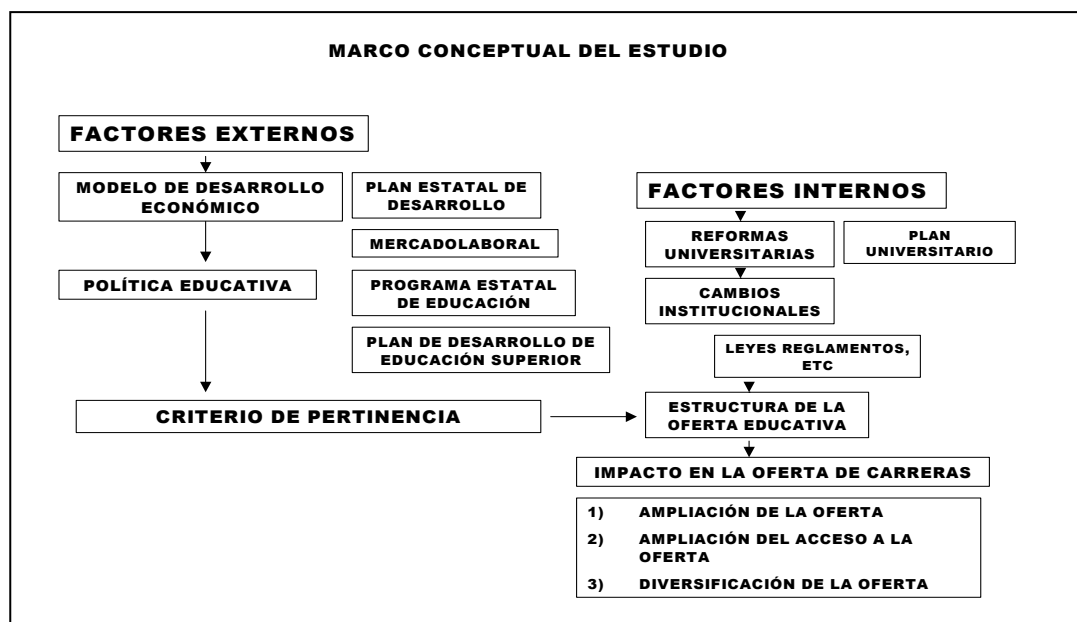 MARCO CONCEPTUAL DEL ESTUDIO
FACTORES EXTERNOS
MODELO DE DESARROLLO
ECONÓMICO
PLAN ESTATAL DE
DESARROLLO
MERCADOLABORAL
POLÍTICA EDUCATIVA
PROGRAMA ESTATAL
DE EDUCACIÓN
PLAN DE DESARROLLO DE
EDUCACIÓN SUPERIOR
CRITERIO DE PERTINENCIA
FACTORES INTERNOS
REFORMAS
UNIVERSITARIAS
PLAN
UNIVERSITARIO
CAMBIOS
INSTITUCIONALES
LEYES REGLAMENTOS,
ETC
ESTRUCTURA DE LA
OFERTA EDUCATIVA
IMPACTO EN LA OFERTA DE CARRERAS
1) AMPLIACIÓN DE LA OFERTA
2) AMPLIACIÓN DEL ACCESO A LA
OFERTA
3) DIVERSIFICACIÓN DE LA OFERTA